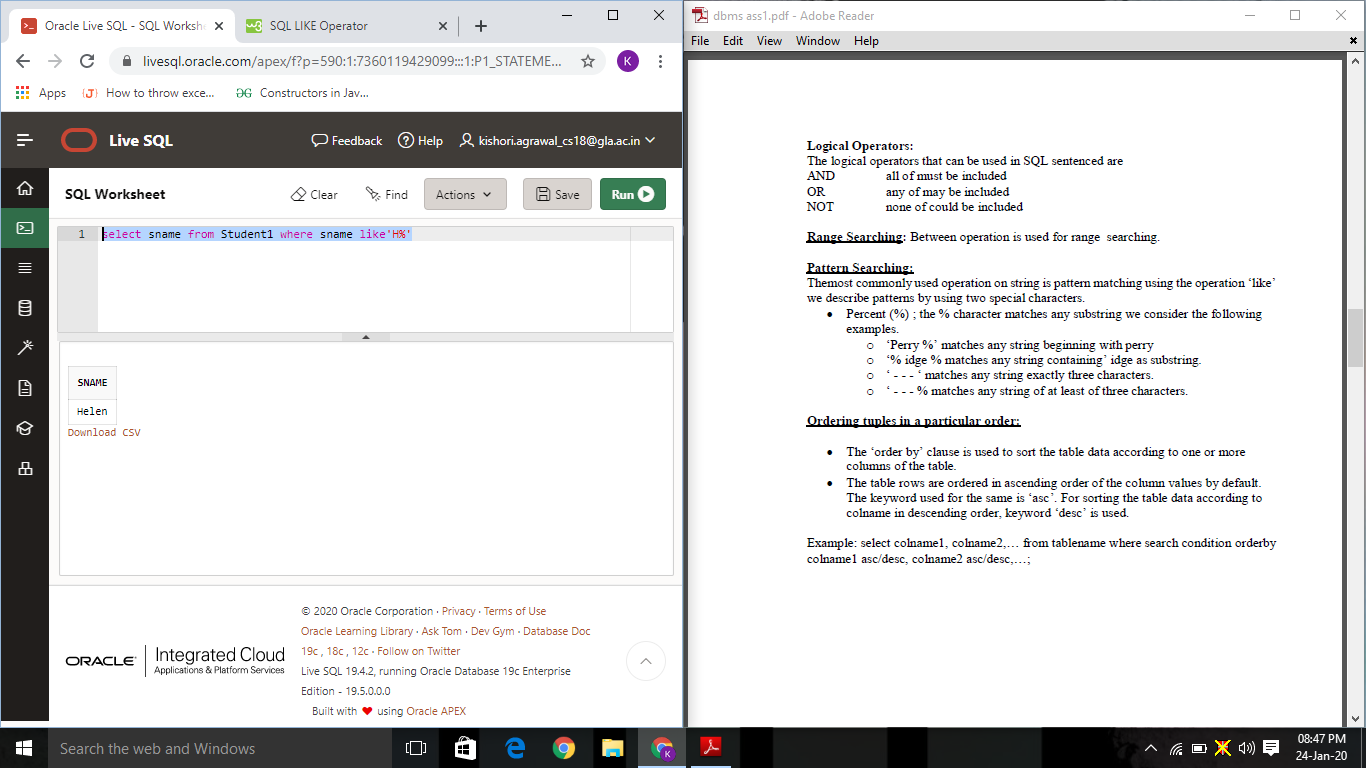 Oracle Live SQL - SQL Workshe
SQL LIKE Operator
livesql.oracle.com/apex/f?p=590:1:7360119429099:::1:P1_STATEME...
K
Apps
How to throw exce...
Constructors in Jav...
Live SQL
Feedback
Help
kishori.agrawal_cs18@gla.ac.in
SQL Worksheet
Clear
Find
Actions
Save
Run
1 select sname from Student1 where sname like'H%'
SNAME
Helen
Download CSV
© 2020 Oracle Corporation · Privacy · Terms of Use
Oracle Learning Library · Ask Tom · Dev Gym · Database Doc
19c , 18c , 12c · Follow on Twitter
Live SQL 19.4.2, running Oracle Database 19c Enterprise
Edition - 19.5.0.0.0
Built with ❤ using Oracle APEX
ORACLE
Integrated Cloud
Applications & Platform Services
dbms ass1.pdf - Adobe Reader
File Edit View Window Help
Logical Operators:
The logical operators that can be used in SQL sentenced are
AND all of must be included
OR any of may be included
NOT none of could be included
Range Searching: Between operation is used for range searching.
Pattern Searching:
Themost commonly used operation on string is pattern matching using the operation ‘like’
we describe patterns by using two special characters.
• Percent (%) ; the % character matches any substring we consider the following
examples.
o ‘Perry %’ matches any string beginning with perry
o ‘% idge % matches any string containing’ idge as substring.
o ‘ - - - ‘ matches any string exactly three characters.
o ‘ - - - % matches any string of at least of three characters.
Ordering tuples in a particular order:
• The ‘order by’ clause is used to sort the table data according to one or more
columns of the table.
• The table rows are ordered in ascending order of the column values by default.
The keyword used for the same is ‘asc’. For sorting the table data according to
colname in descending order, keyword ‘desc’ is used.
Example: select colname1, colname2,… from tablename where search condition orderby
colname1 asc/desc, colname2 asc/desc,…;
Search the web and Windows
K
08:47 PM
24-Jan-20